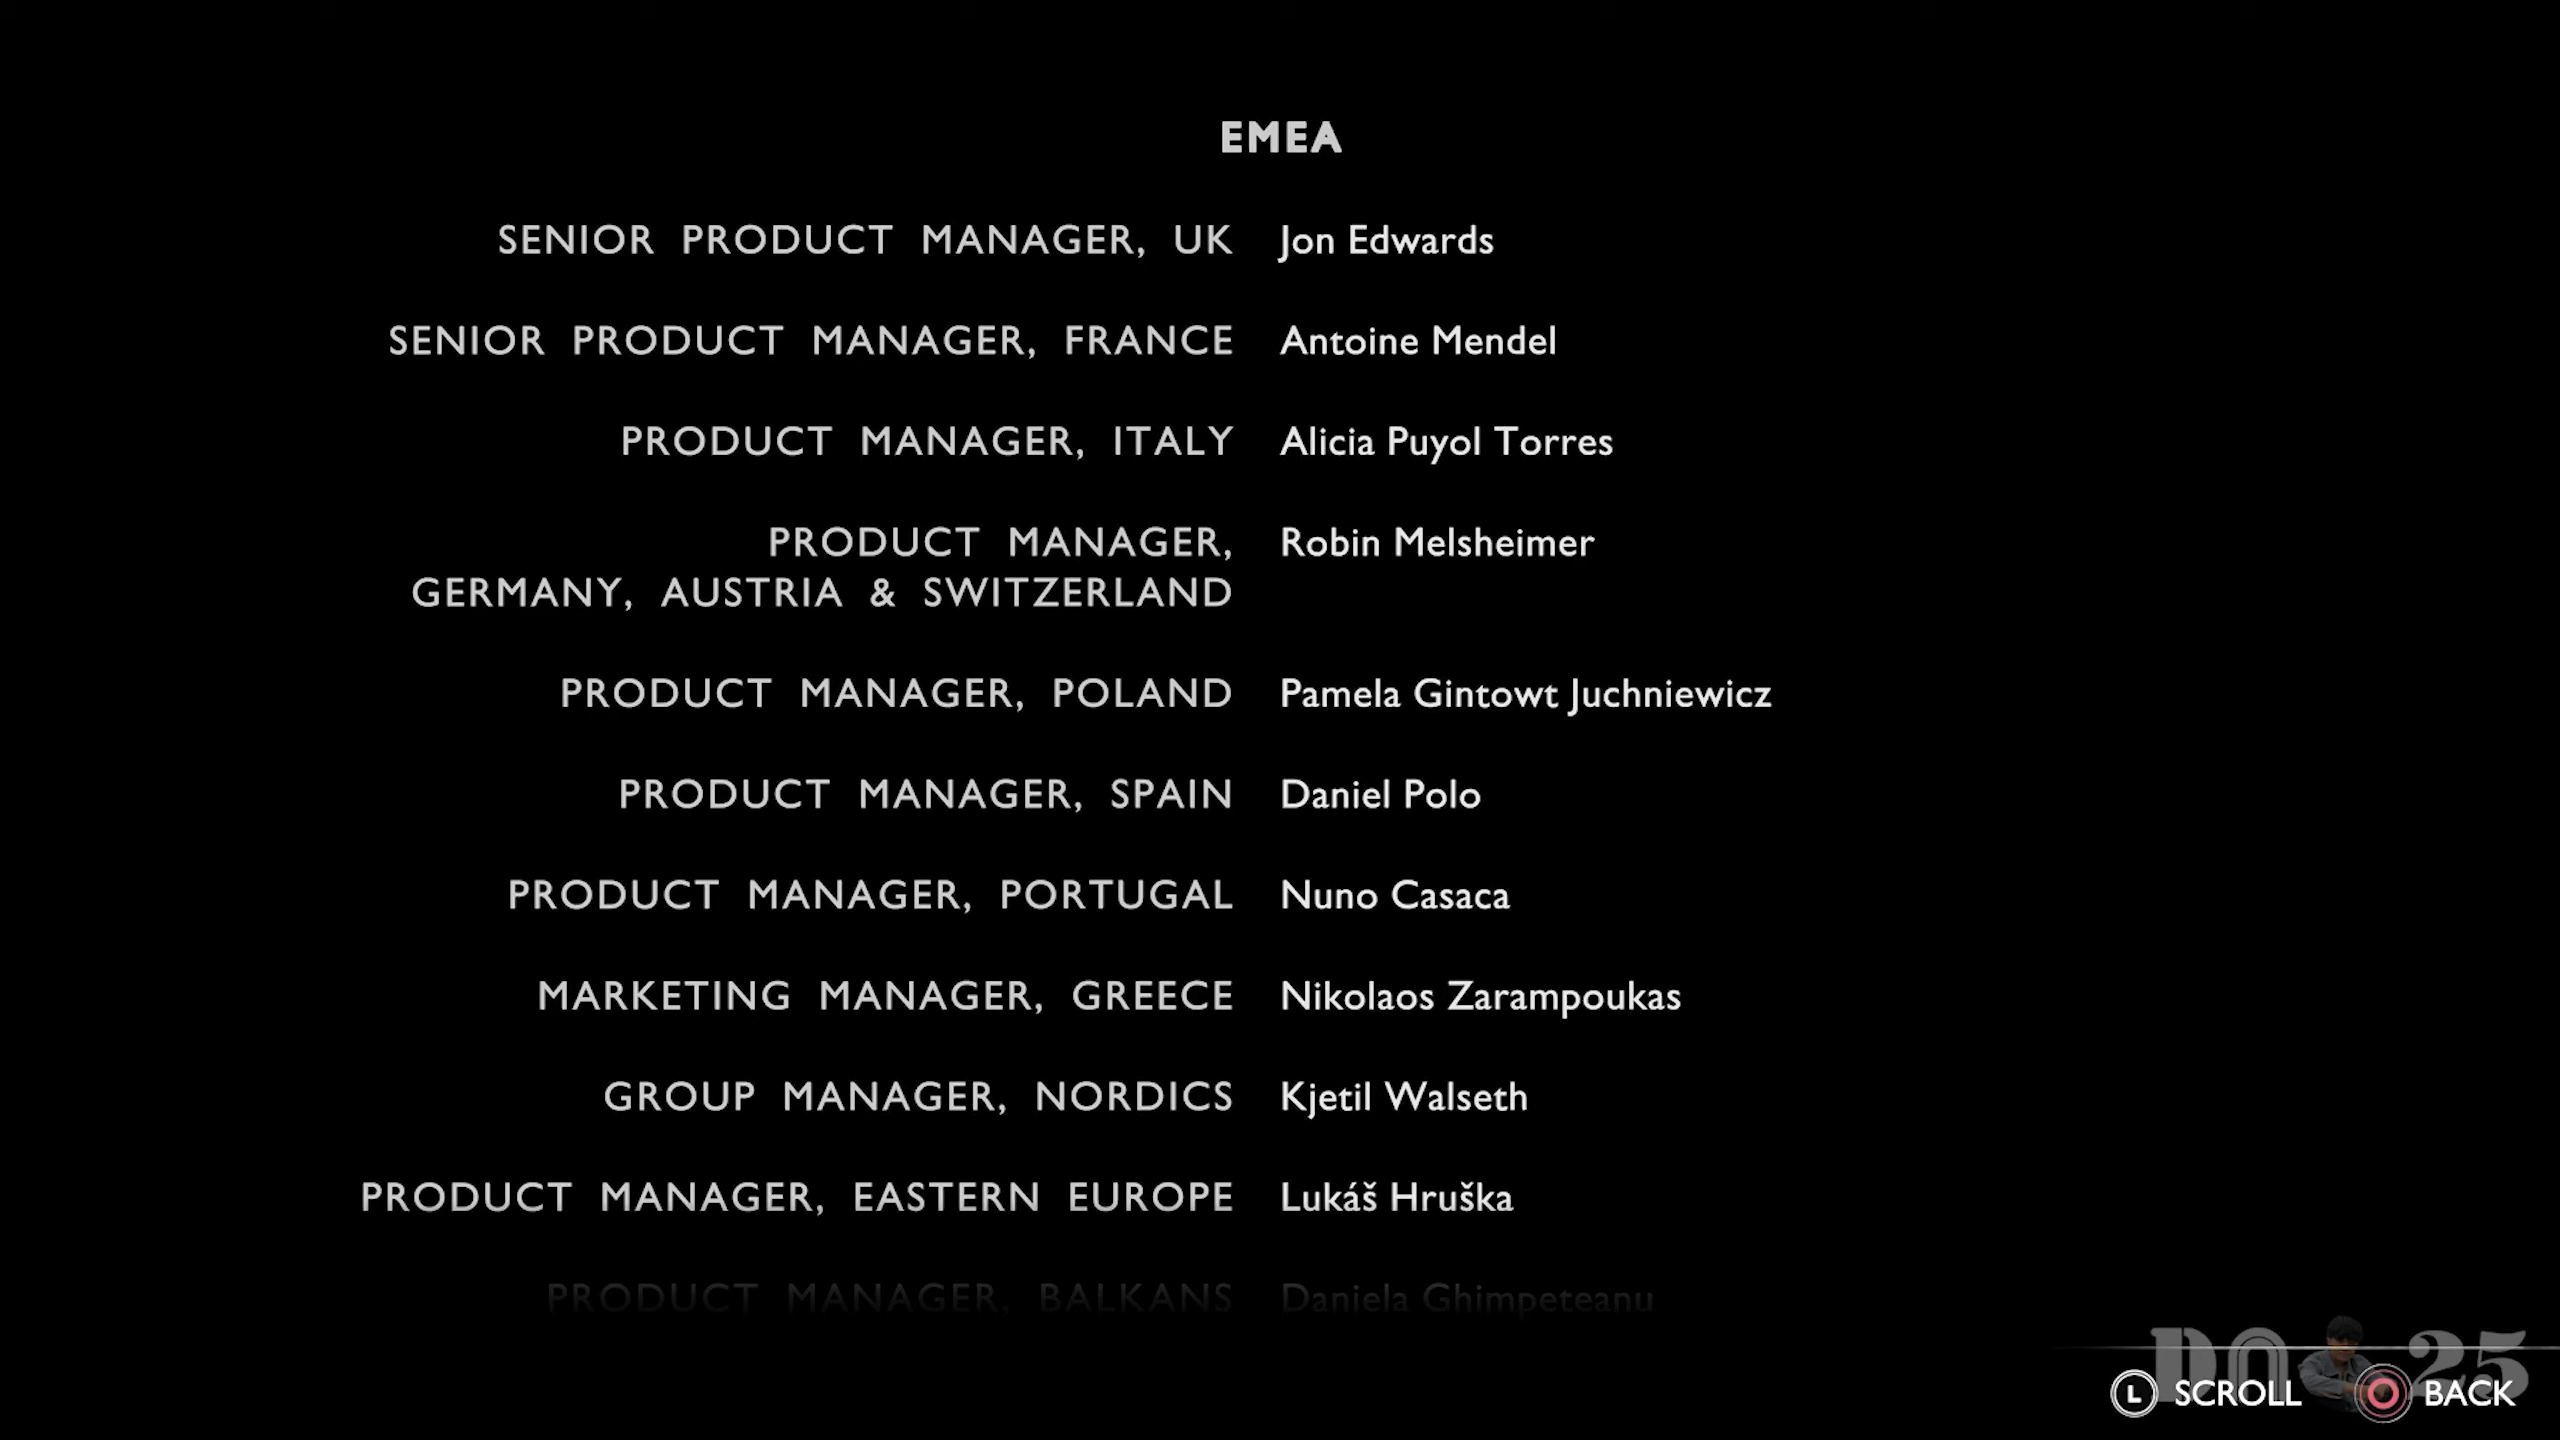 EMEA
SENIOR PRODUCT MANAGER, UK Jon Edwards
SENIOR PRODUCT MANAGER, FRANCE Antoine Mendel
PRODUCT MANAGER, ITALY Alicia Puyol Torres
PRODUCT MANAGER, Robin Melsheimer
GERMANY, AUSTRIA & SWITZERLAND
PRODUCT MANAGER, POLAND Pamela Gintowt Juchniewicz
PRODUCT MANAGER, SPAIN Daniel Polo
PRODUCT MANAGER, PORTUGAL Nuno Casaca
MARKETING MANAGER, GREECE Nikolaos Zarampoukas
GROUP MANAGER, NORDICS Kjetil Walseth
PRODUCT MANAGER, EASTERN EUROPE Lukáš Hruška
PRODUCT MANAGER, BALKANS Daniela Ghimpeteanu
L SCROLL BACK